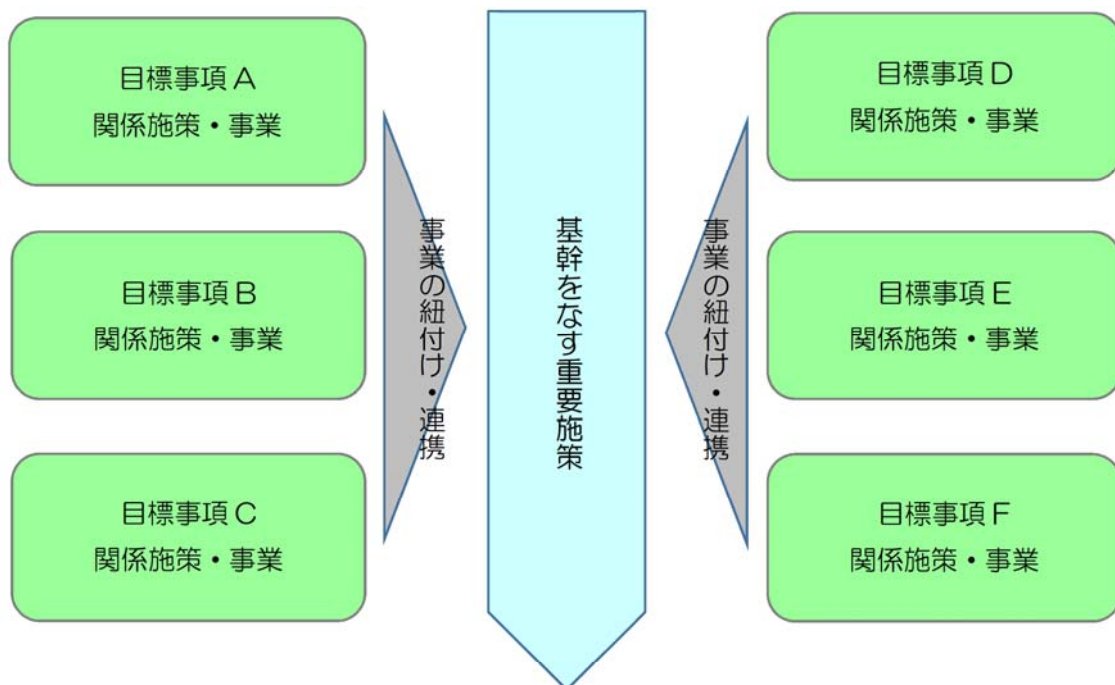 目標事項A
関係施策・事業
目標事項B
関係施策・事業
目標事項C
関係施策・事業
事業の紐付け・連携
基幹をなす重要施策
事業の紐付け・連携
目標事項D
関係施策・事業
目標事項E
関係施策・事業
目標事項F
関係施策・事業